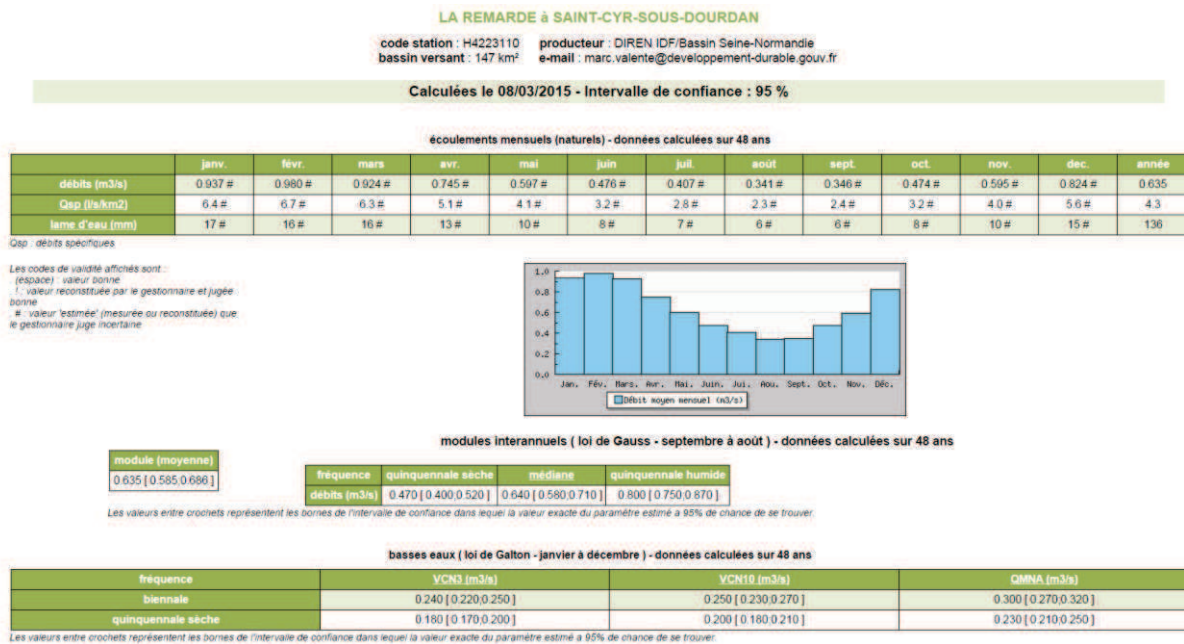 LA REMARDE à SAINT-CYR-SOUS-DOURDAN
code station : H4223110 producteur : DIREN IDF/Bassin Seine-Normandie
bassin versant : 147 km² e-mail : marc.valente@developpement-durable.gouv.fr
Calculées le 08/03/2015 - Intervalle de confiance : 95 %
écoulements mensuels (naturels) - données calculées sur 48 ans
janv. févr. mars avr. mai juin juil. août sept. oct. nov. dec. année
débits (m3/s) 0.937 # 0.980 # 0.924 # 0.745 # 0.597 # 0.476 # 0.407 # 0.341 # 0.346 # 0.474 # 0.595 # 0.824 # 0.635
Qsp (l/s/km2) 6.4 # 6.7 # 6.3 # 5.1 # 4.1 # 3.2 # 2.8 # 2.3 # 2.4 # 3.2 # 4.0 # 5.6 # 4.3
lame d'eau (mm) 17 # 16 # 16 # 13 # 10 # 8 # 7 # 6 # 6 # 8 # 10 # 15 # 136
Qsp : débits spécifiques
Les codes de validité affichés sont :
. (espace) : valeur bonne
. ! : valeur reconstituée par le gestionnaire et jugée
bonne
. # : valeur 'estimée' (mesurée ou reconstituée) que
le gestionnaire juge incertaine
1.0
0.8
0.6
0.4
0.2
0.0
Jan. Fév. Mars. Avr. Mai. Juin. Jui. Aou. Sept. Oct. Nov. Déc.
Débit moyen mensuel (m3/s)
modules interannuels ( loi de Gauss - septembre à août ) - données calculées sur 48 ans
module (moyenne)
0.635 [ 0.585;0.686 ]
fréquence quinquennale sèche médiane quinquennale humide
débits (m3/s) 0.470 [ 0.400;0.520 ] 0.640 [ 0.580;0.710 ] 0.800 [ 0.750;0.870 ]
Les valeurs entre crochets représentent les bornes de l'intervalle de confiance dans lequel la valeur exacte du paramètre estimé a 95% de chance de se trouver.
basses eaux ( loi de Galton - janvier à décembre ) - données calculées sur 48 ans
fréquence VCN3 (m3/s) VCN10 (m3/s) QMNA (m3/s)
biennale 0.240 [ 0.220;0.250 ] 0.250 [ 0.230;0.270 ] 0.300 [ 0.270;0.320 ]
quinquennale sèche 0.180 [ 0.170;0.200 ] 0.200 [ 0.180;0.210 ] 0.230 [ 0.210;0.250 ]
Les valeurs entre crochets représentent les bornes de l'intervalle de confiance dans lequel la valeur exacte du paramètre estimé a 95% de chance de se trouver.